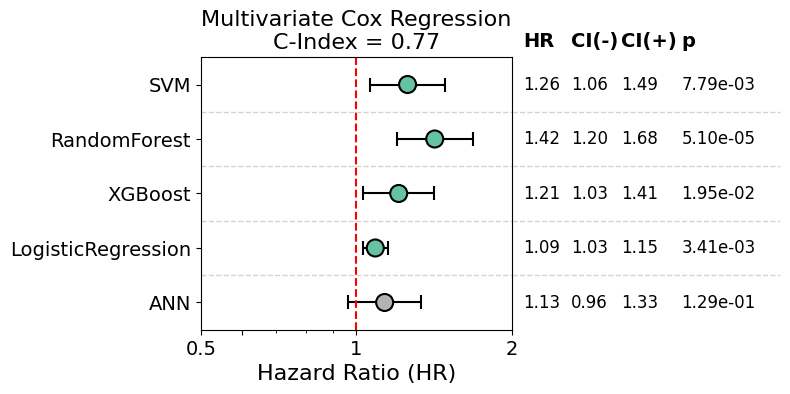 Multivariate Cox Regression
C-Index = 0.77
HR CI(-) CI(+) p
SVM 1.26 1.06 1.49 7.79e-03
RandomForest 1.42 1.20 1.68 5.10e-05
XGBoost 1.21 1.03 1.41 1.95e-02
LogisticRegression 1.09 1.03 1.15 3.41e-03
ANN 1.13 0.96 1.33 1.29e-01
0.5 1 2
Hazard Ratio (HR)